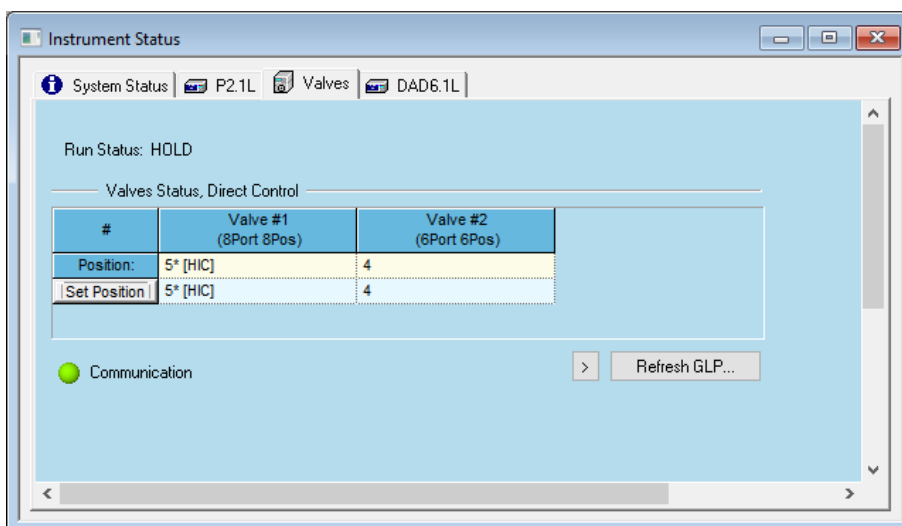 Instrument Status
System Status P2.1L Valves DAD6.1L
Run Status: HOLD
Valves Status, Direct Control
# Valve #1 Valve #2
(8Port 8Pos) (6Port 6Pos)
Position: 5* [HIC] 4
Set Position 5* [HIC] 4
Communication > Refresh GLP...